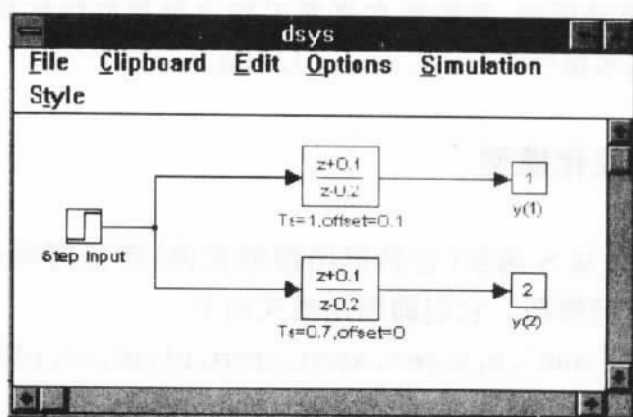 dsys
File Clipboard Edit Options Simulation
Style
z+0.1
z-0.2
Ts=1,offset=0.1
1
y(1)
Step Input
z+0.1
z-0.2
Ts=0.7,offset=0
2
y(2)